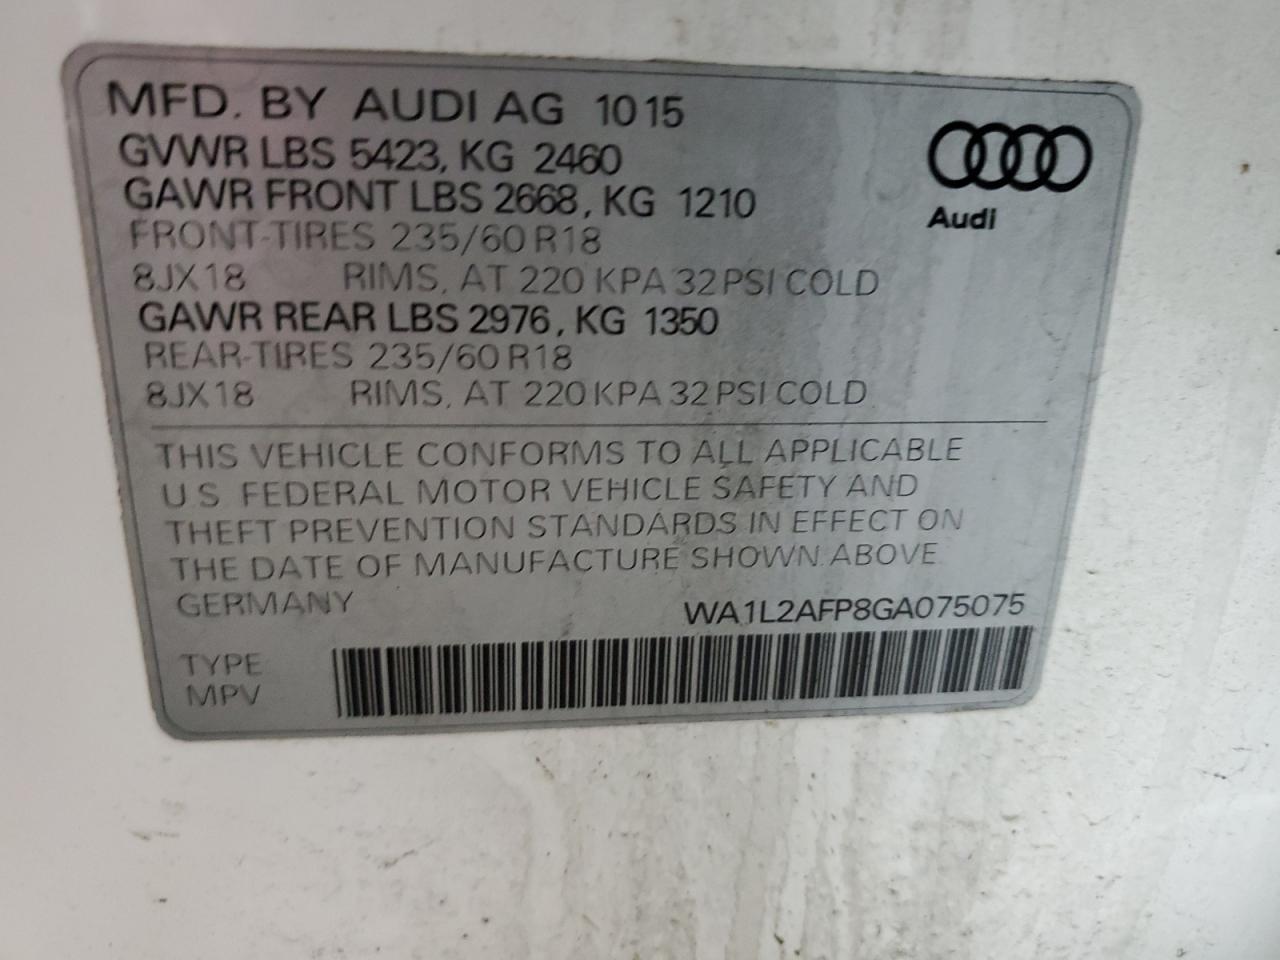 MFD. BY AUDI AG 10 15
GVWR LBS 5423, KG 2460
GAWR FRONT LBS 2668, KG 1210
FRONT-TIRES 235/60 R18
8JX18 RIMS, AT 220 KPA 32 PSI COLD
GAWR REAR LBS 2976, KG 1350
REAR-TIRES 235/60 R18
8JX18 RIMS, AT 220 KPA 32 PSI COLD
Audi
THIS VEHICLE CONFORMS TO ALL APPLICABLE
U.S. FEDERAL MOTOR VEHICLE SAFETY AND
THEFT PREVENTION STANDARDS IN EFFECT ON
THE DATE OF MANUFACTURE SHOWN ABOVE.
GERMANY WA1L2AFP8GA075075
TYPE
MPV